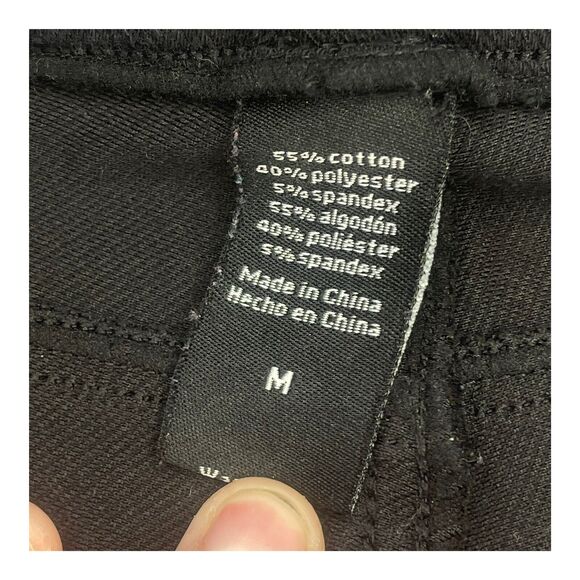 55% cotton
40% polyester
5% spandex
55% algodón
40% poliéster
5% spandex
Made in China
Hecho en China
M